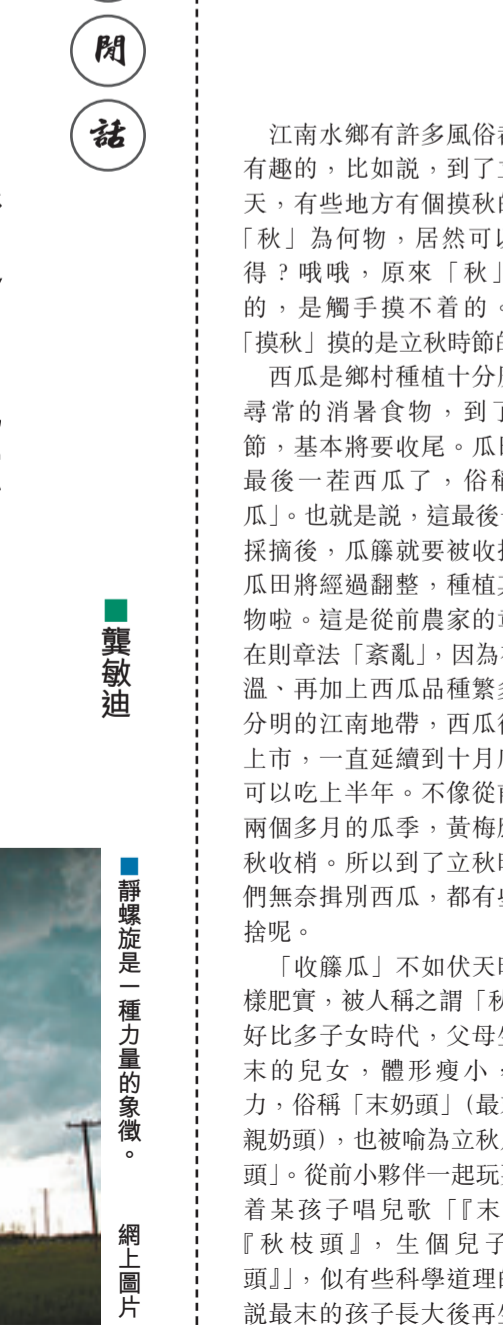 閒
話
■龔敏迪
■靜螺旋是一種力量的象徵。 網上圖片
江南水鄉有許多風俗
有趣的，比如説，到了
天，有些地方有個摸秋
「秋」為何物，居然可
得？哦哦，原來「秋」
的，是觸手摸不着的。
「摸秋」摸的是立秋時節
西瓜是鄉村種植十分
尋常的消暑食物，到了
節，基本將要收尾。瓜
最後一茬西瓜了，俗稱
瓜」。也就是説，這最後
採摘後，瓜籐就要被收
瓜田將經過翻整，種植
物啦。這是從前農家的
在則章法「紊亂」，因為
溫、再加上西瓜品種繁多
分明的江南地帶，西瓜
上市，一直延續到十月
可以吃上半年。不像從前
兩個多月的瓜季，黃梅
秋收梢。所以到了立秋
們無奈揖別西瓜，都有些
捨呢。
「收籐瓜」不如伏天
樣肥實，被人稱之謂「秋
好比多子女時代，父母生
末的兒女，體形瘦小，
力，俗稱「末奶頭」(最
親奶頭)，也被喻為立秋
頭」。從前小夥伴一起玩
着某孩子唱兒歌「『末
『秋枝頭』，生個兒子
頭』」，似有些科學道理的
説最末的孩子長大後再生